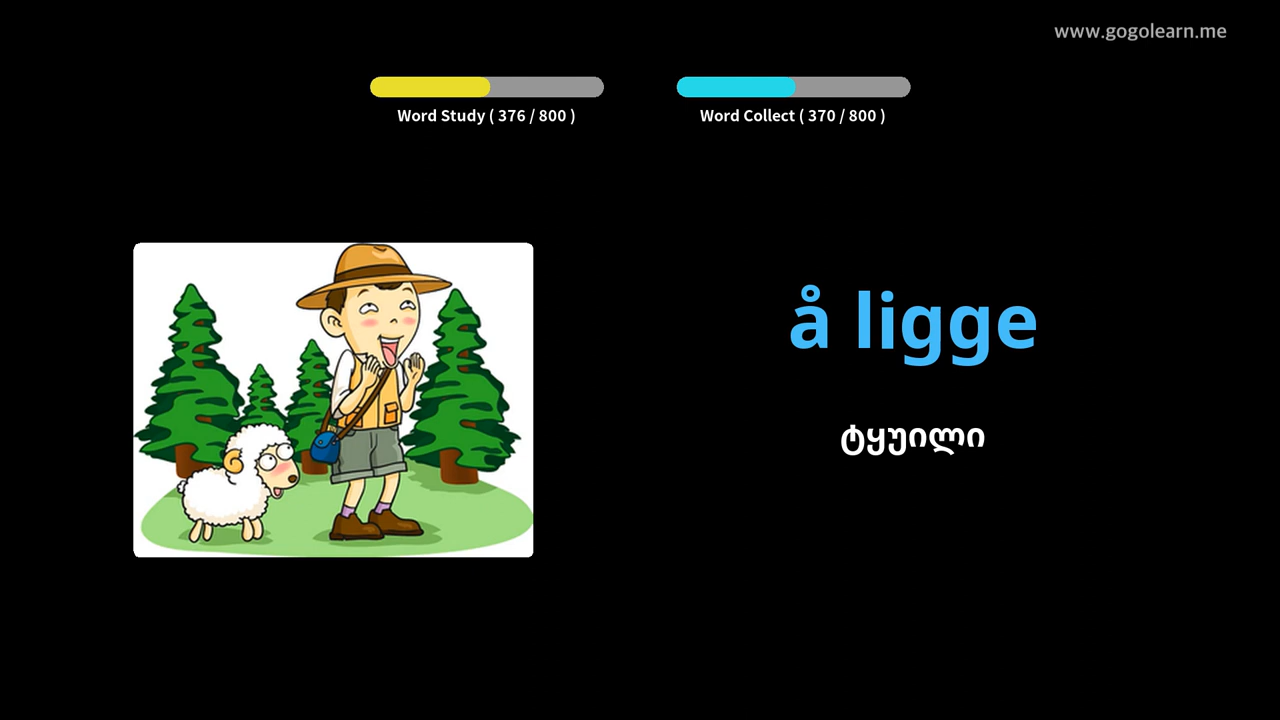 www.gogolearn.me
Word Study ( 376 / 800 )
Word Collect ( 370 / 800 )
å ligge
ტყუილი